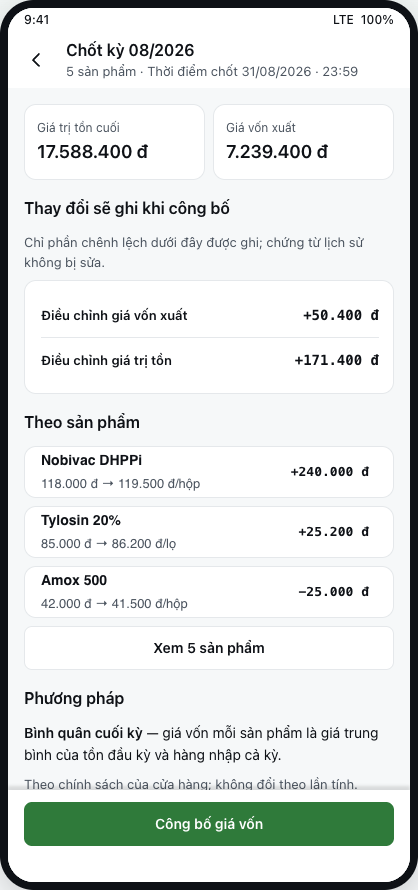 9:41
LTE 100%
Chốt kỳ 08/2026
5 sản phẩm · Thời điểm chốt 31/08/2026 · 23:59
Giá trị tồn cuối
17.588.400 đ
Giá vốn xuất
7.239.400 đ
Thay đổi sẽ ghi khi công bố
Chỉ phần chênh lệch dưới đây được ghi; chứng từ lịch sử
không bị sửa.
Điều chỉnh giá vốn xuất
+50.400 đ
Điều chỉnh giá trị tồn
+171.400 đ
Theo sản phẩm
Nobivac DHPPi
118.000 đ → 119.500 đ/hộp
+240.000 đ
Tylosin 20%
85.000 đ → 86.200 đ/lọ
+25.200 đ
Amox 500
42.000 đ → 41.500 đ/hộp
−25.000 đ
Xem 5 sản phẩm
Phương pháp
Bình quân cuối kỳ — giá vốn mỗi sản phẩm là giá trung
bình của tồn đầu kỳ và hàng nhập cả kỳ.
Theo chính sách của cửa hàng; không đổi theo lần tính.
Công bố giá vốn